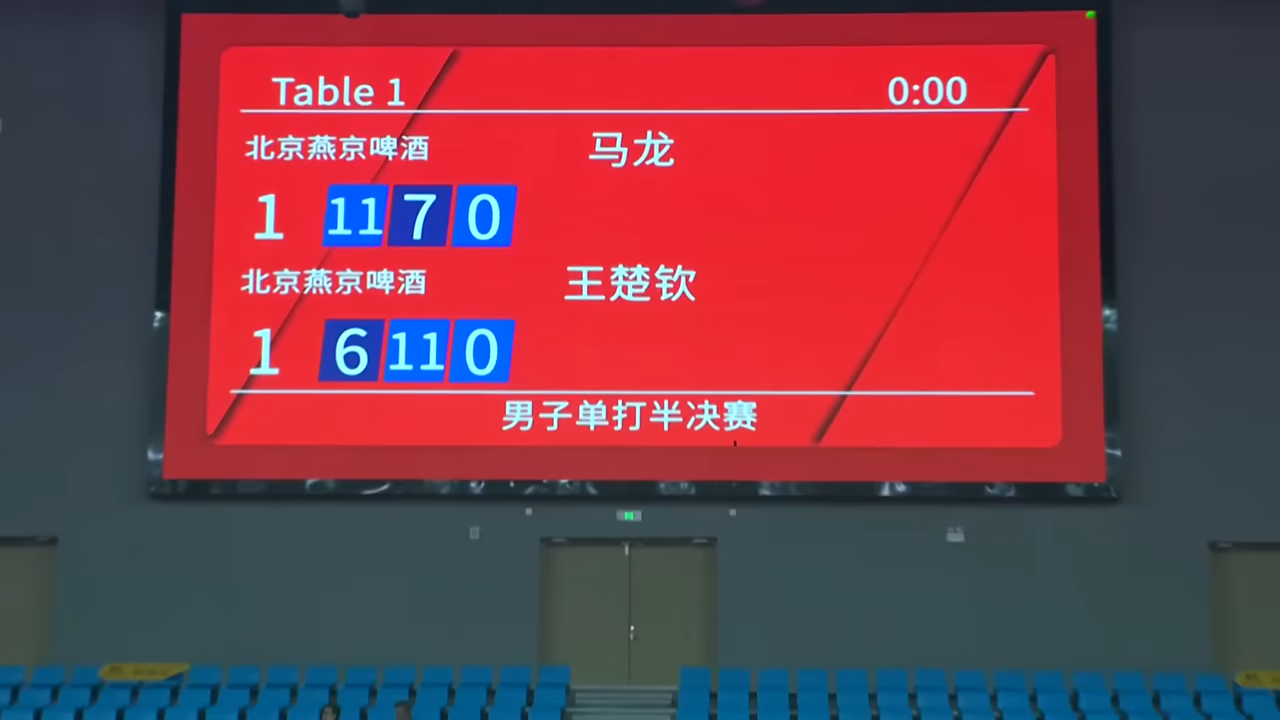 Table 1 0:00
北京燕京啤酒 马龙
1 11 7 0
北京燕京啤酒 王楚钦
1 6 11 0
男子单打半决赛